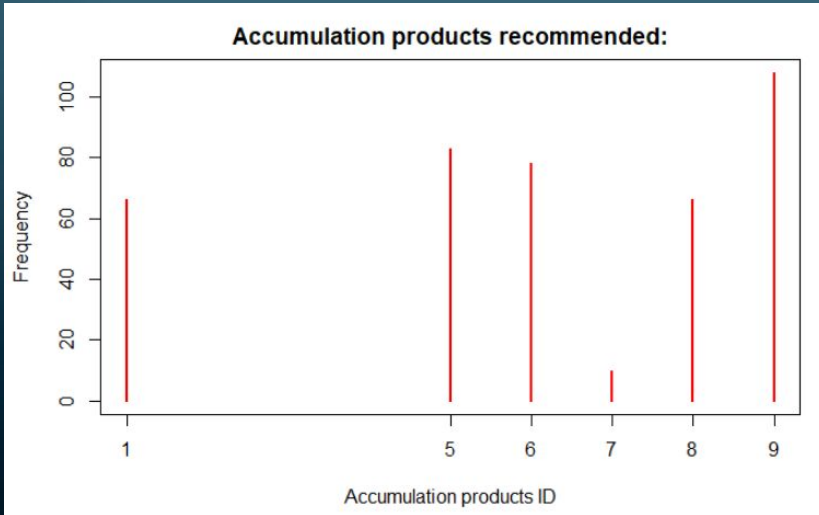 Accumulation products recommended:
Frequency
100
80
60
40
20
0
1 5 6 7 8 9
Accumulation products ID